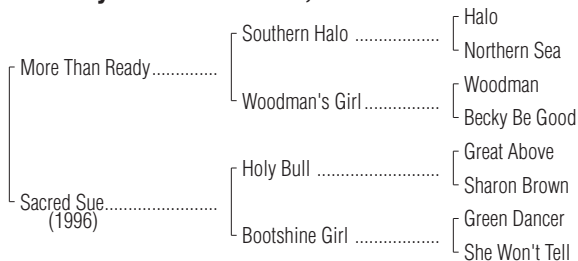 Halo
Southern Halo ....................
Northern Sea
More Than Ready..............
Woodman
Woodman's Girl..................
Becky Be Good
Great Above
Holy Bull ...........................
Sharon Brown
Sacred Sue........................
(1996)
Green Dancer
Bootshine Girl ....................
She Won't Tell